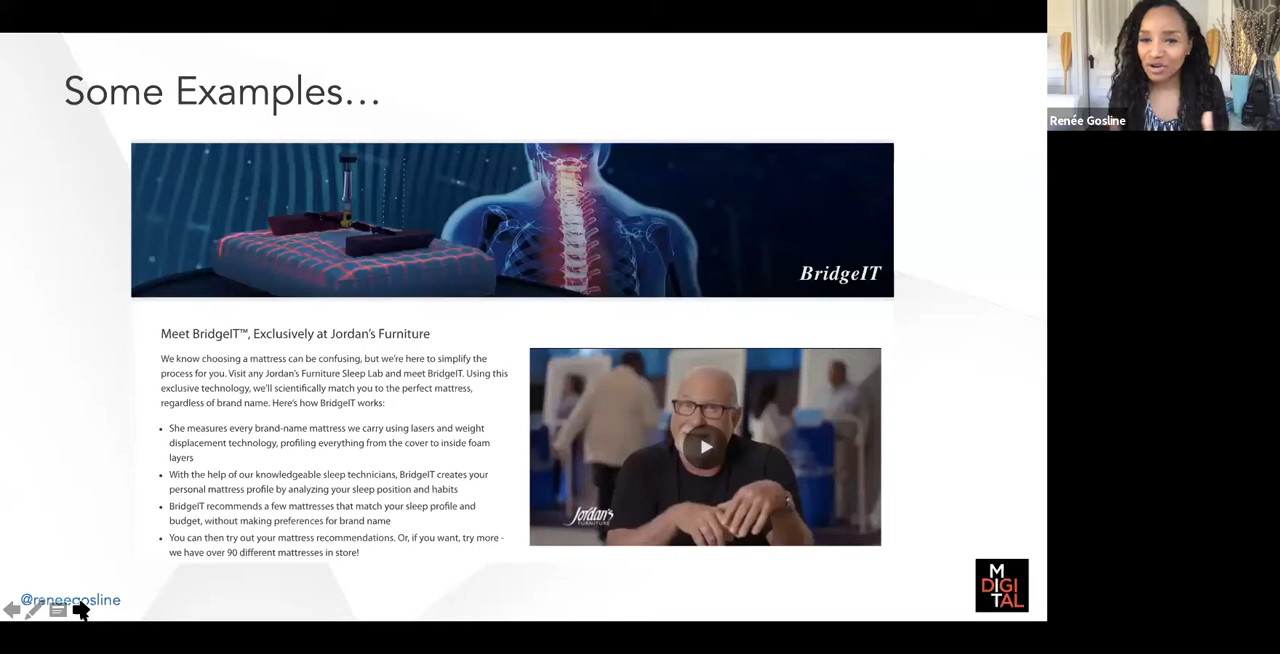 Some Examples...
Renée Gosline
BridgeIT
Meet BridgeIT™, Exclusively at Jordan's Furniture
We know choosing a mattress can be confusing, but we're here to simplify the
process for you. Visit any Jordan's Furniture Sleep Lab and meet BridgeIT. Using this
exclusive technology, we'll scientifically match you to the perfect mattress,
regardless of brand name. Here's how BridgeIT works:
• She measures every brand-name mattress we carry using lasers and weight
displacement technology, profiling everything from the cover to inside foam
layers
• With the help of our knowledgeable sleep technicians, BridgeIT creates your
personal mattress profile by analyzing your sleep position and habits
• BridgeIT recommends a few mattresses that match your sleep profile and
budget, without making preferences for brand name
• You can then try out your mattress recommendations. Or, if you want, try more -
we have over 90 different mattresses in store!
Jordan's
FURNITURE
@reneegosline
M
DIGI
TAL